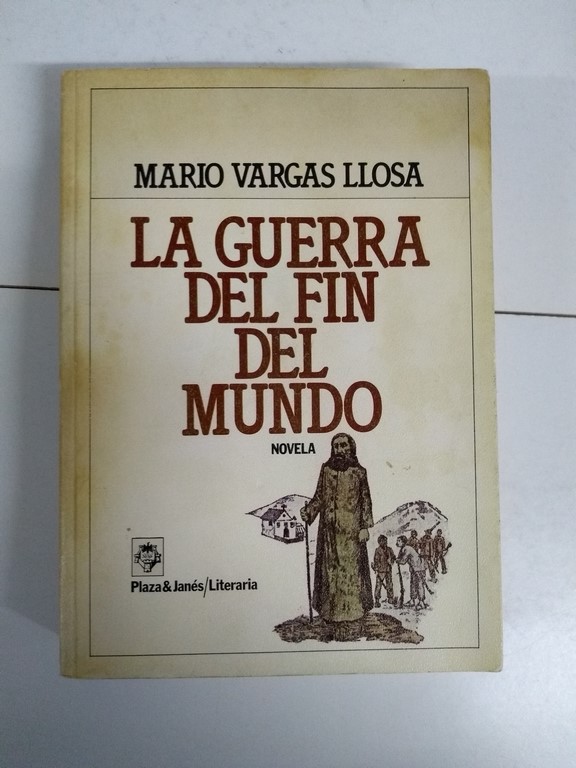 MARIO VARGAS LLOSA
LA GUERRA
DEL FIN
DEL
MUNDO
NOVELA
Plaza & Janés/Literaria